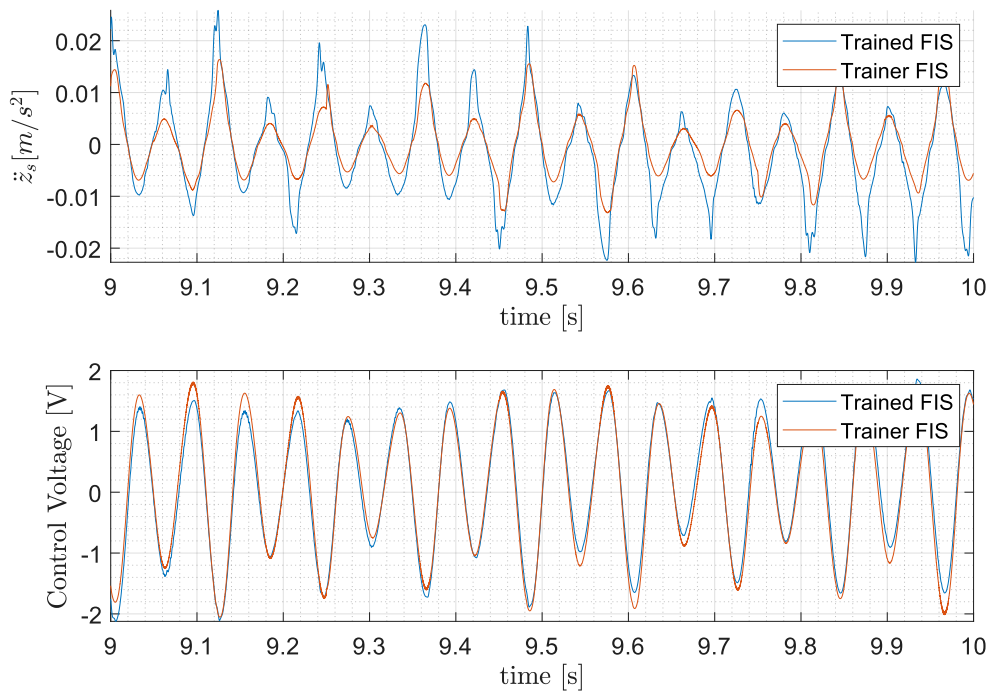 0.02
0.01
0
-0.01
-0.02
z̈ₛ[m/s²]
Trained FIS
Trainer FIS
9 9.1 9.2 9.3 9.4 9.5 9.6 9.7 9.8 9.9 10
time [s]
2
1
0
-1
-2
Control Voltage [V]
Trained FIS
Trainer FIS
9 9.1 9.2 9.3 9.4 9.5 9.6 9.7 9.8 9.9 10
time [s]